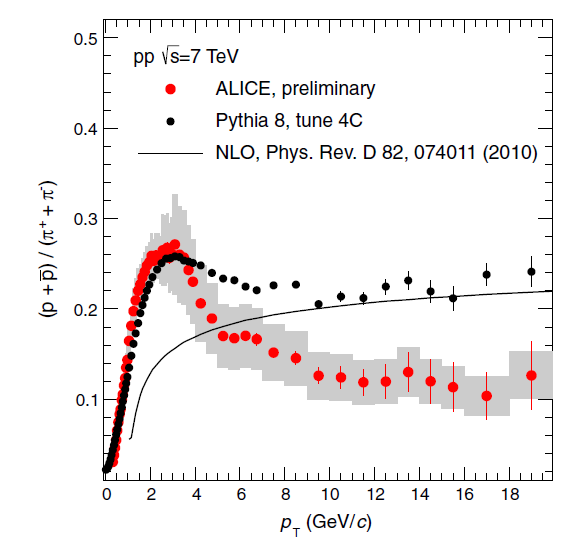 pp √s=7 TeV
ALICE, preliminary
Pythia 8, tune 4C
NLO, Phys. Rev. D 82, 074011 (2010)
(p + p̅) / (π⁺ + π⁻)
0.5
0.4
0.3
0.2
0.1
0 2 4 6 8 10 12 14 16 18
p_T (GeV/c)